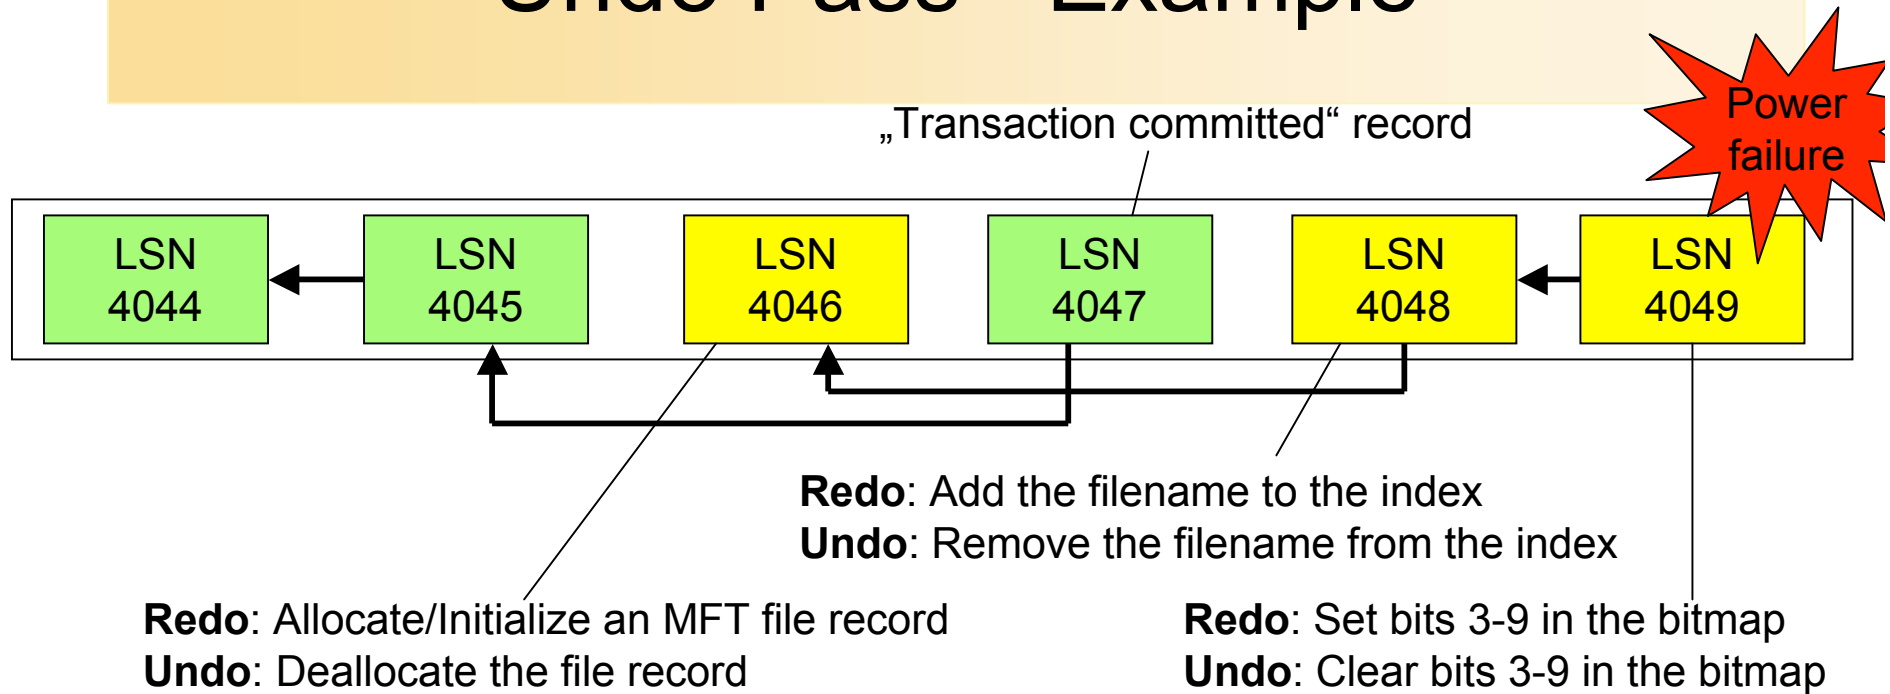 Undo Pass - Example
„Transaction committed“ record
Power
failure
LSN
4044
LSN
4045
LSN
4046
LSN
4047
LSN
4048
LSN
4049
Redo: Add the filename to the index
Undo: Remove the filename from the index
Redo: Allocate/Initialize an MFT file record
Undo: Deallocate the file record
Redo: Set bits 3-9 in the bitmap
Undo: Clear bits 3-9 in the bitmap